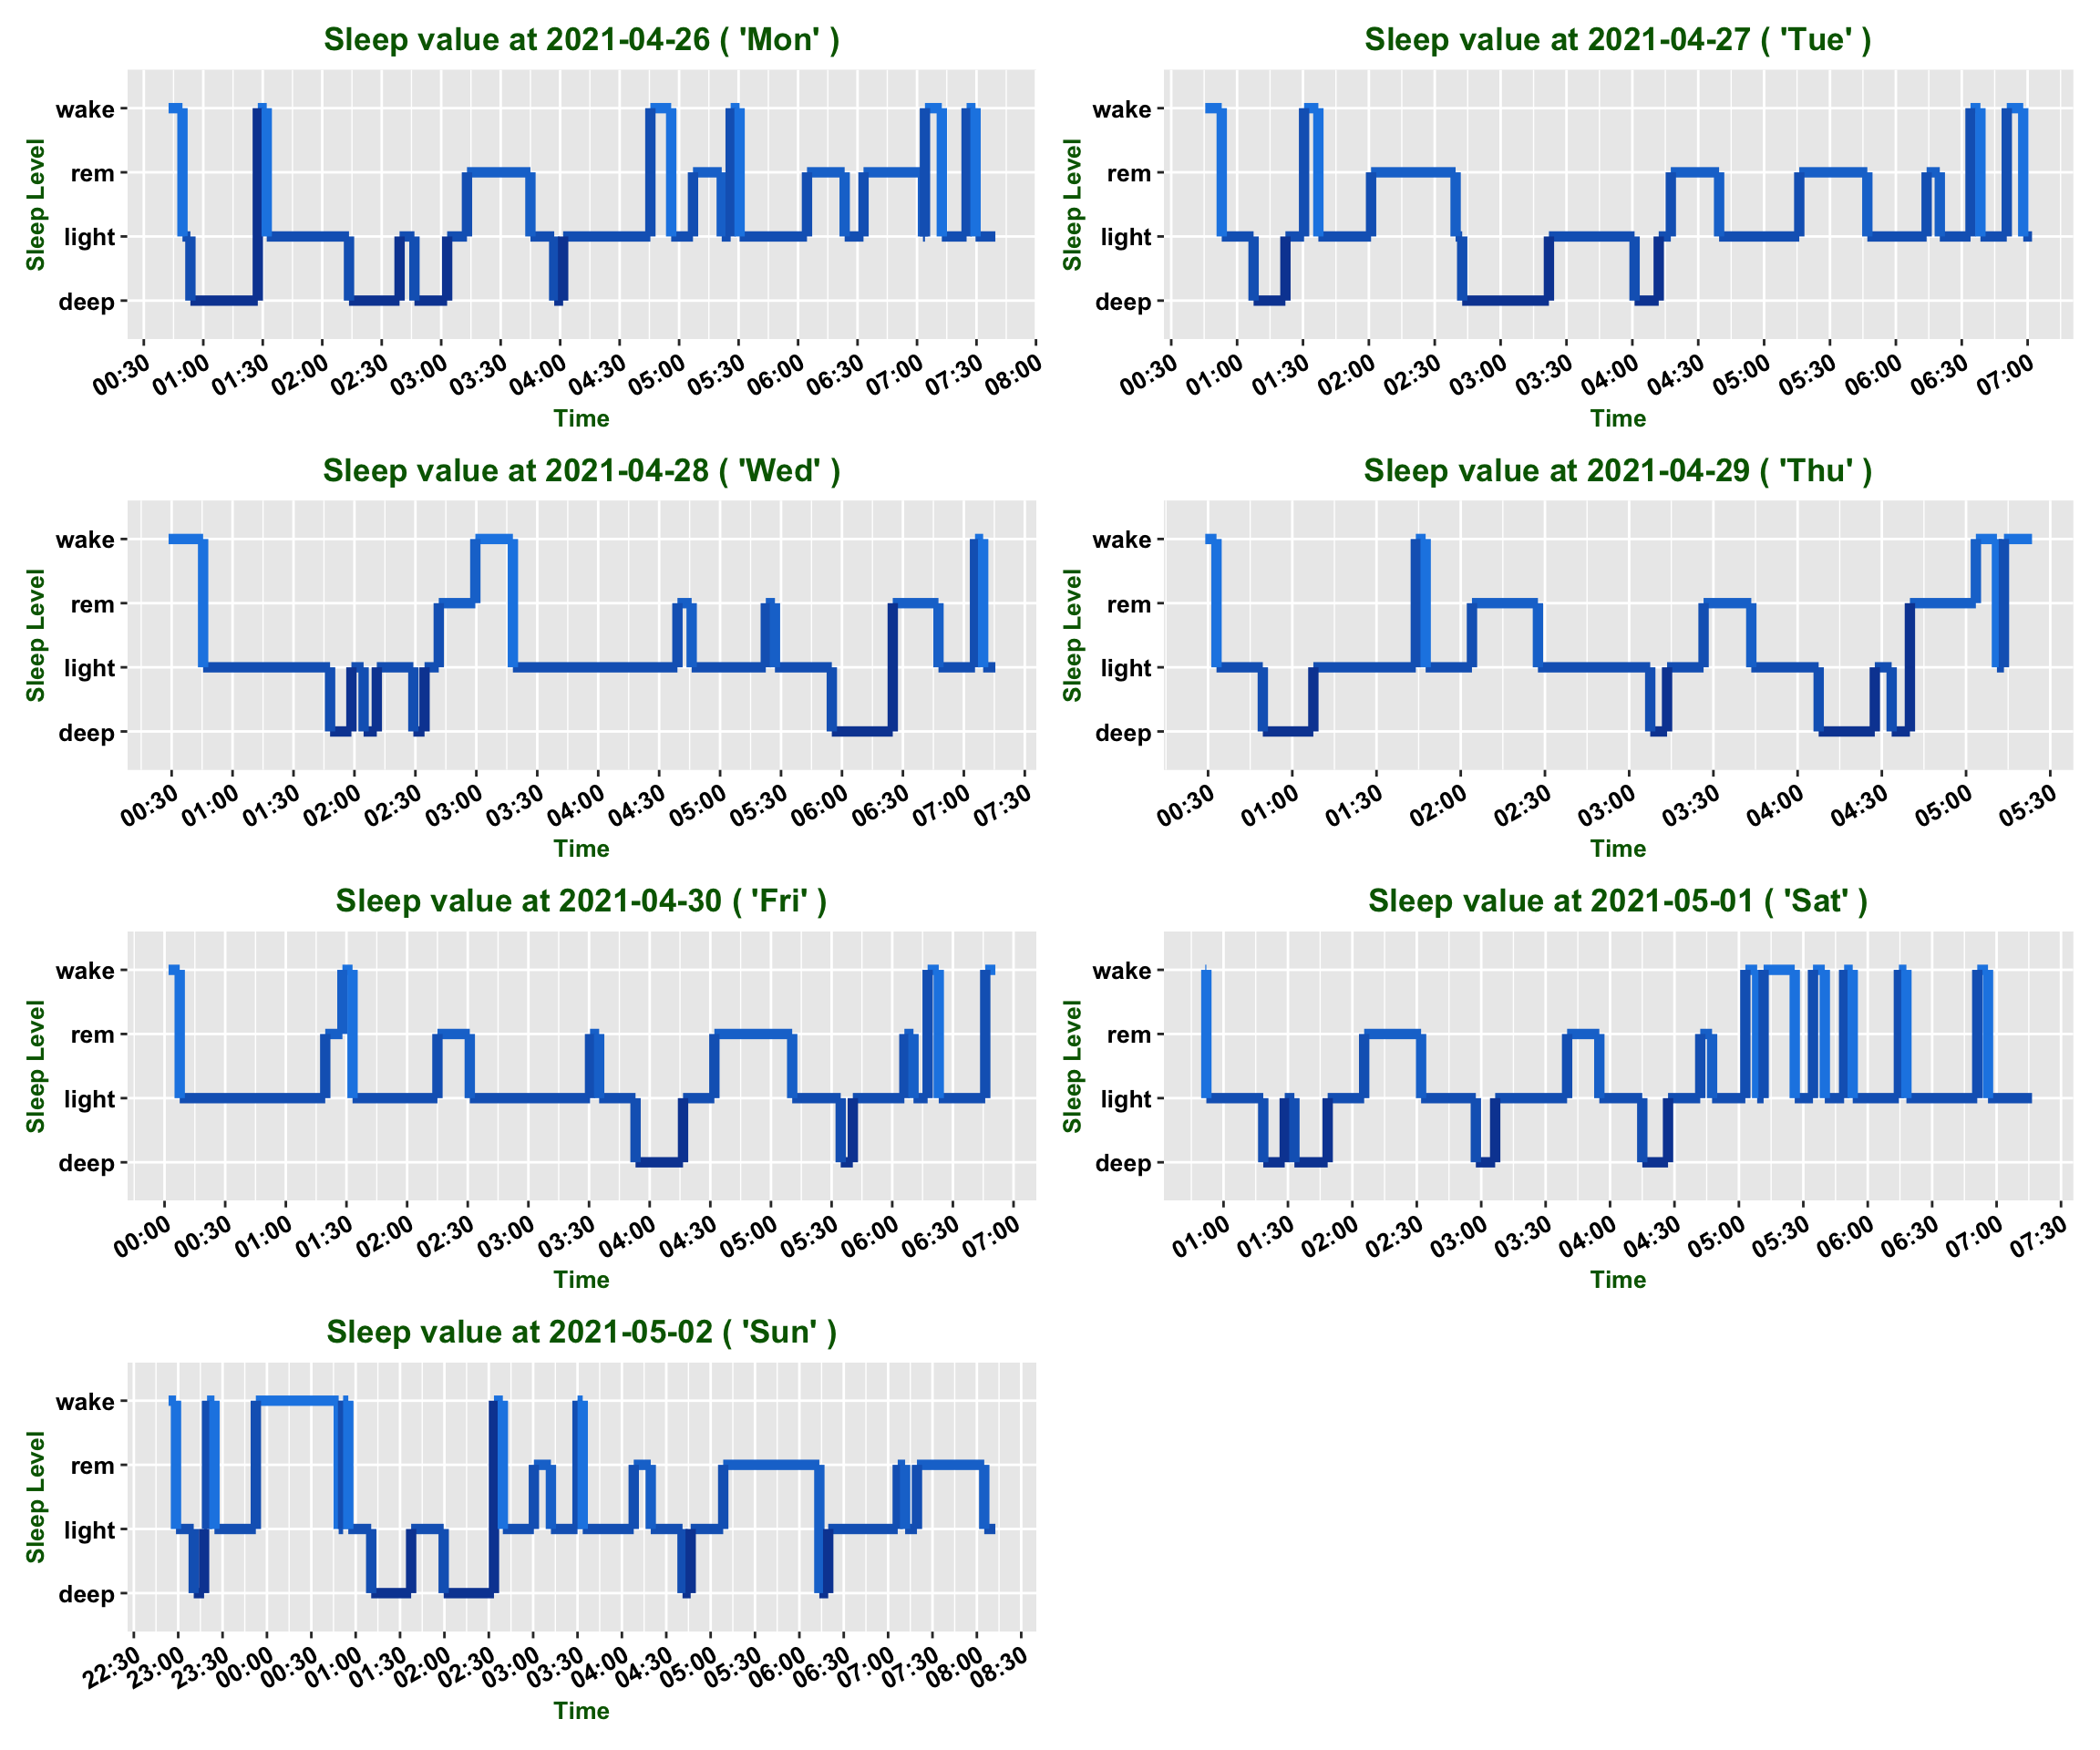 Sleep value at 2021-04-26 ( 'Mon' )
Sleep Level
wake
rem
light
deep
00:30 01:00 01:30 02:00 02:30 03:00 03:30 04:00 04:30 05:00 05:30 06:00 06:30 07:00 07:30 08:00
Time
Sleep value at 2021-04-27 ( 'Tue' )
Sleep Level
wake
rem
light
deep
00:30 01:00 01:30 02:00 02:30 03:00 03:30 04:00 04:30 05:00 05:30 06:00 06:30 07:00
Time
Sleep value at 2021-04-28 ( 'Wed' )
Sleep Level
wake
rem
light
deep
00:30 01:00 01:30 02:00 02:30 03:00 03:30 04:00 04:30 05:00 05:30 06:00 06:30 07:00 07:30
Time
Sleep value at 2021-04-29 ( 'Thu' )
Sleep Level
wake
rem
light
deep
00:30 01:00 01:30 02:00 02:30 03:00 03:30 04:00 04:30 05:00 05:30
Time
Sleep value at 2021-04-30 ( 'Fri' )
Sleep Level
wake
rem
light
deep
00:00 00:30 01:00 01:30 02:00 02:30 03:00 03:30 04:00 04:30 05:00 05:30 06:00 06:30 07:00
Time
Sleep value at 2021-05-01 ( 'Sat' )
Sleep Level
wake
rem
light
deep
01:00 01:30 02:00 02:30 03:00 03:30 04:00 04:30 05:00 05:30 06:00 06:30 07:00 07:30
Time
Sleep value at 2021-05-02 ( 'Sun' )
Sleep Level
wake
rem
light
deep
22:30 23:00 23:30 00:00 00:30 01:00 01:30 02:00 02:30 03:00 03:30 04:00 04:30 05:00 05:30 06:00 06:30 07:00 07:30 08:00 08:30
Time